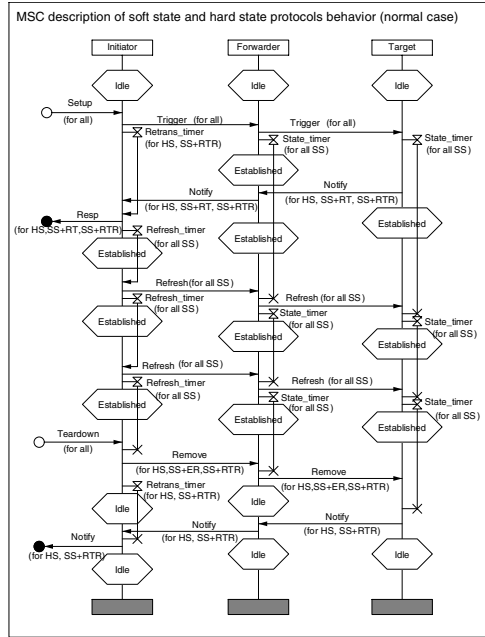 MSC description of soft state and hard state protocols behavior (normal case)
Initiator
Forwarder
Target
Idle
Idle
Idle
Setup
(for all)
Trigger (for all)
Trigger (for all)
Retrans_timer
(for HS, SS+RTR)
State_timer
(for all SS)
State_timer
(for all SS)
Established
Notify
(for HS, SS+RT, SS+RTR)
Notify
(for HS, SS+RT, SS+RTR)
Resp
(for HS,SS+RT,SS+RTR)
Refresh_timer
(for all SS)
Established
Established
Established
Refresh(for all SS)
Refresh_timer
(for all SS)
Refresh (for all SS)
State_timer
(for all SS)
State_timer
(for all SS)
Established
Established
Established
Refresh (for all SS)
Refresh_timer
(for all SS)
Refresh (for all SS)
State_timer
(for all SS)
State_timer
(for all SS)
Established
Established
Established
Teardown
(for all)
Remove
(for HS,SS+ER,SS+RTR)
Remove
(for HS,SS+ER,SS+RTR)
Retrans_timer
(for HS, SS+RTR)
Idle
Idle
Notify
(for HS, SS+RTR)
Notify
(for HS, SS+RTR)
Notify
(for HS, SS+RTR)
Idle
Idle
Idle